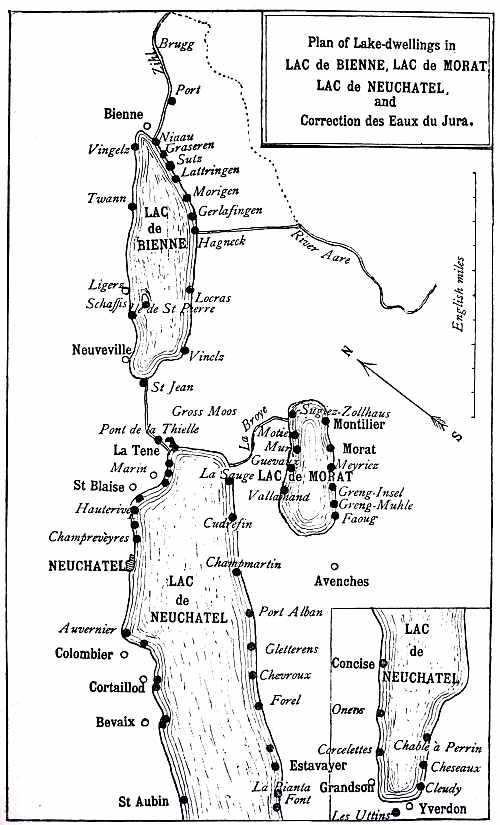 Plan of Lake-dwellings in
LAC de BIENNE, LAC de MORAT,
LAC de NEUCHATEL,
and
Correction des Eaux du Jura.
Zihl
Brugg
Port
Bienne
Nidau
Graseren
Vingelz
Sutz
Lattringen
Morigen
Twann
LAC
de
BIENNE
Gerlafingen
Hagneck
River Aare
English miles
Ligers
Schaffis
Ile de St Pierre
Locras
Neuveville
Vinelz
N
S
St Jean
Gross Moos
La Broye
Sugiez-Zollhaus
Montilier
Pont de la Thielle
Motier
La Tene
Mur
Morat
Marin
Guevaux
La Sauge
LAC de MORAT
Meyriez
St Blaise
Vallamand
Greng-Insel
Greng-Muhle
Hauterive
Cudrefin
Faoug
Champreveyres
NEUCHATEL
Champmartin
Avenches
LAC
de
NEUCHATEL
Port Alban
Auvernier
Colombier
Gletterens
Chevroux
Cortaillod
Forel
Bevaix
Estavayer
La Pianta
Font
St Aubin
LAC
de
NEUCHATEL
Concise
Onens
Corcelettes
Chable à Perrin
Grandson
Cheseaux
Cleudy
Yverdon
Les Uttins